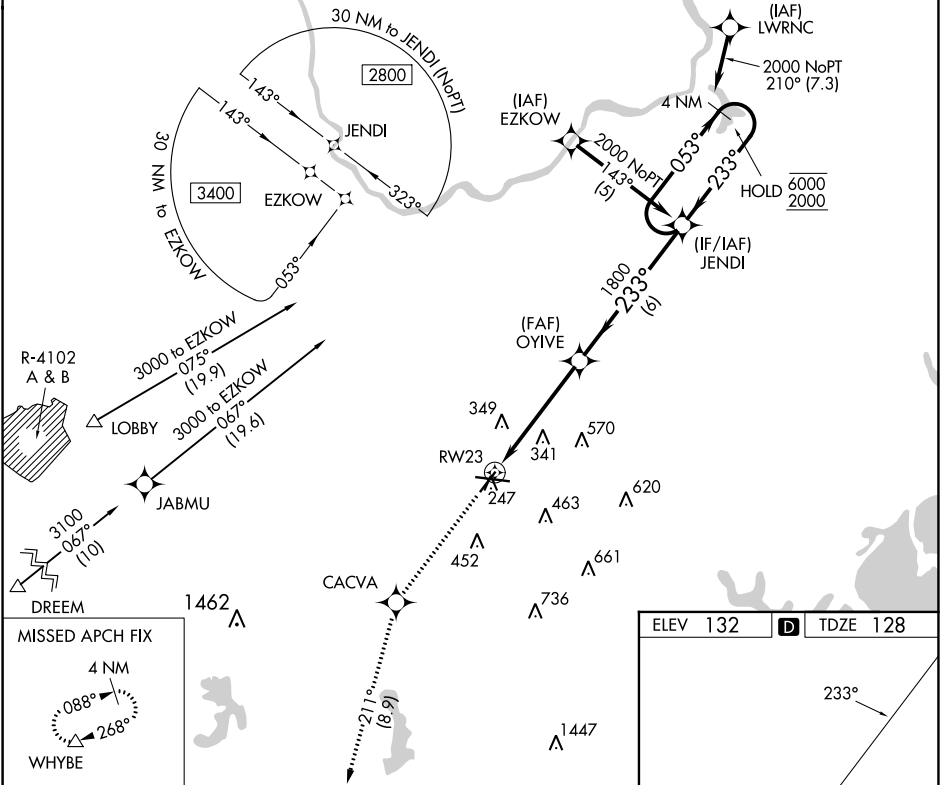 30 NM to JENDI (NoPT)
2800
143°
JENDI
323°
143°
EZKOW
3400
30 NM to EZKOW
053°
(IAF)
LWRNC
2000 NoPT
210° (7.3)
4 NM
(IAF)
EZKOW
2000 NoPT
143°
(5)
053°
233°
HOLD 6000
2000
(IF/IAF)
JENDI
1800
233°
(6)
(FAF)
OYIVE
3000 to EZKOW
075°
(19.9)
LOBBY
R-4102
A & B
3000 to EZKOW
067°
(19.6)
JABMU
3100
067°
(10)
DREEM
349
341
570
RW23
247
463
620
452
661
736
CACVA
1462
211°
(8.9)
1447
MISSED APCH FIX
4 NM
088°
268°
WHYBE
ELEV 132 D TDZE 128
233°